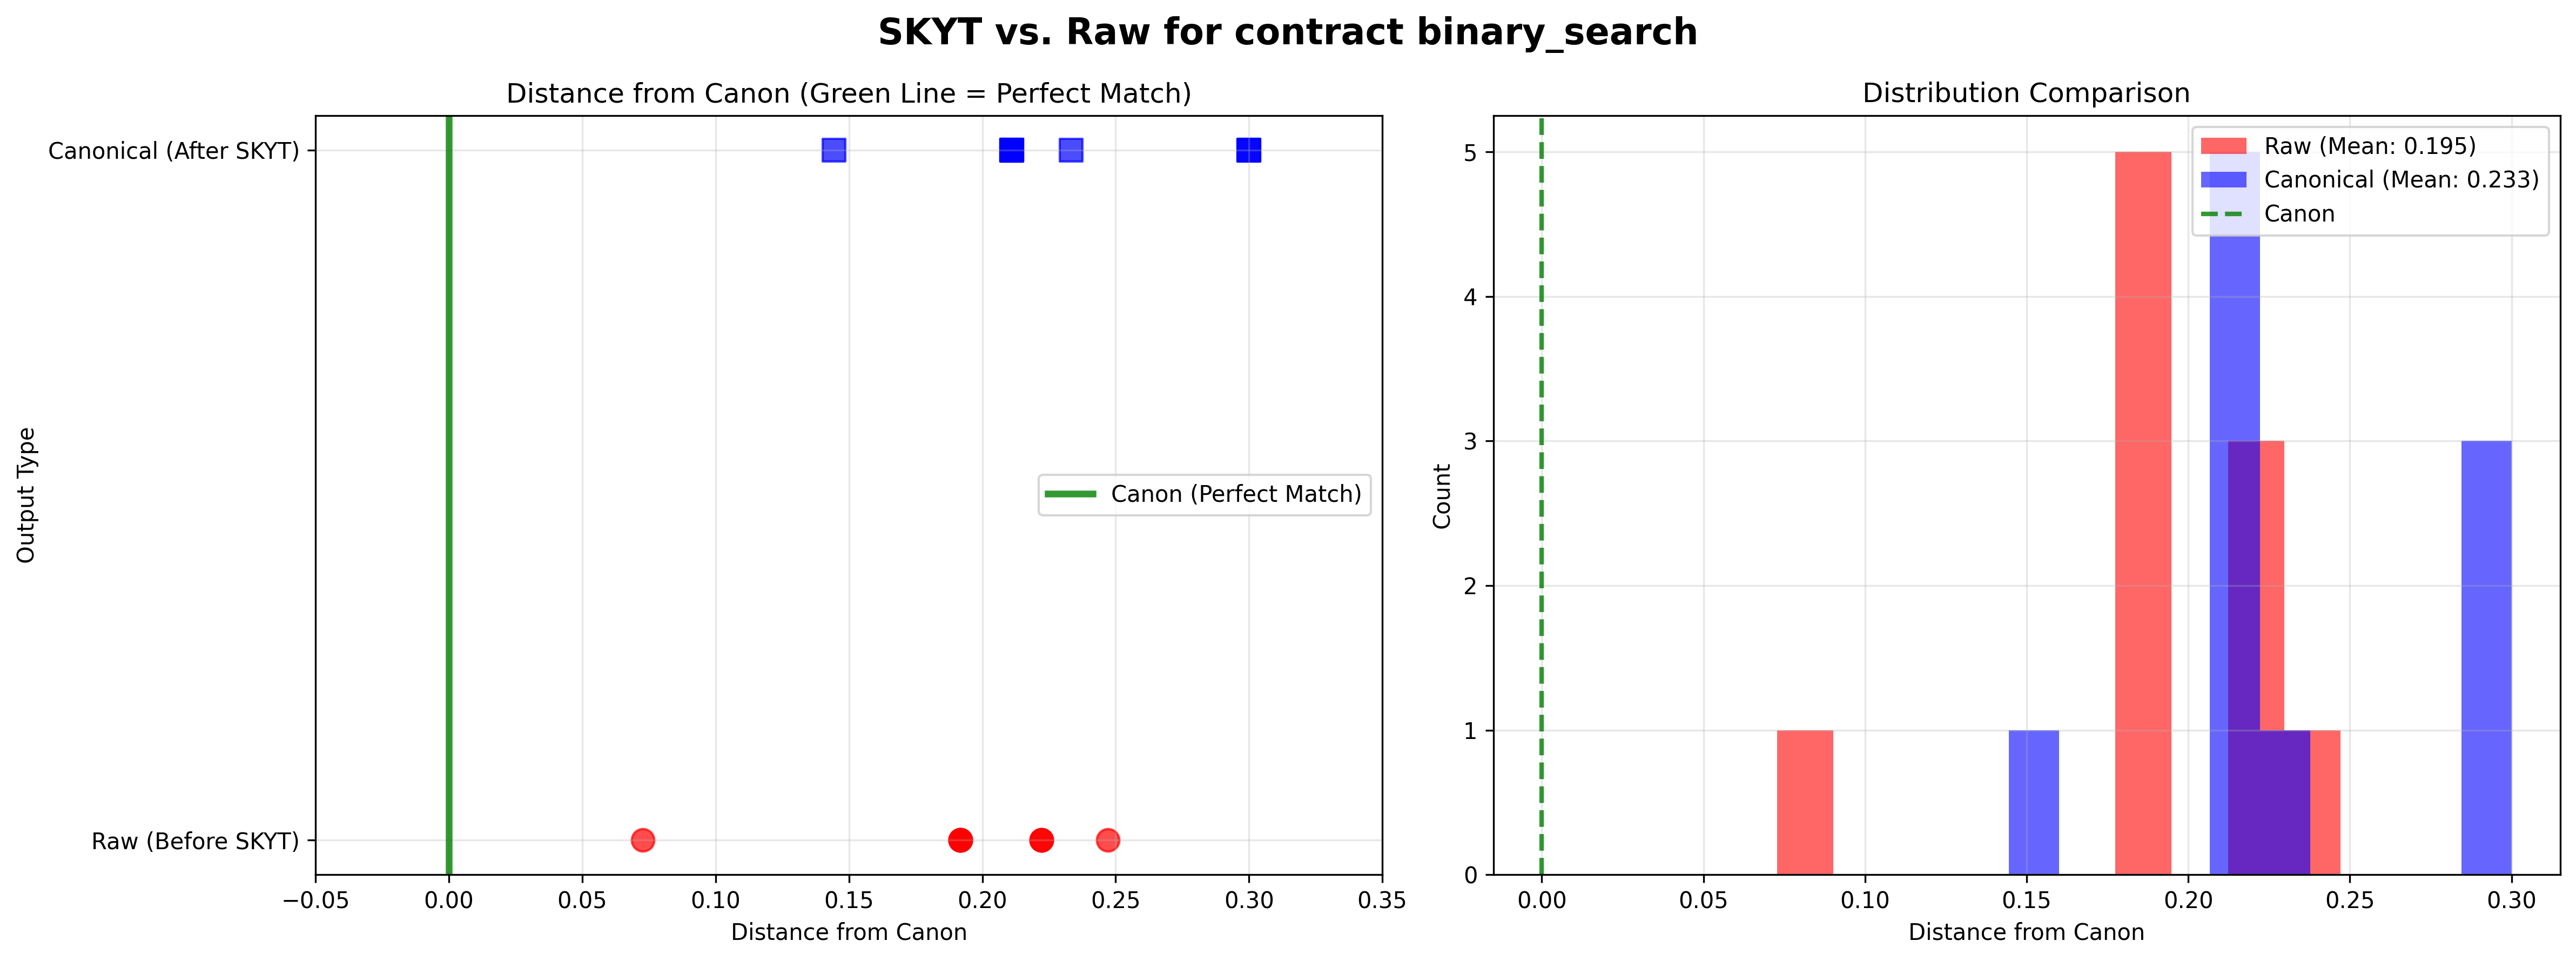 SKYT vs. Raw for contract binary_search
Distance from Canon (Green Line = Perfect Match)
Canonical (After SKYT)
Output Type
Canon (Perfect Match)
Raw (Before SKYT)
−0.05 0.00 0.05 0.10 0.15 0.20 0.25 0.30 0.35
Distance from Canon
Distribution Comparison
Raw (Mean: 0.195)
Canonical (Mean: 0.233)
Canon
5
4
3
2
1
0
Count
0.00 0.05 0.10 0.15 0.20 0.25 0.30
Distance from Canon